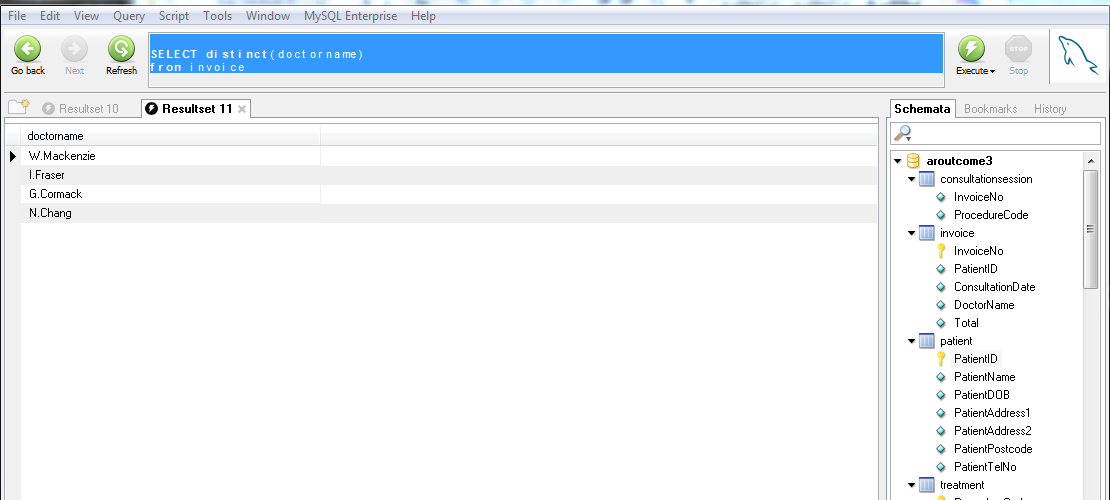 File Edit View Query Script Tools Window MySQL Enterprise Help
Go back Next Refresh
SELECT distinct(doctorname)
from invoice
Execute STOP Stop
Resultset 10 Resultset 11
doctorname
W.Mackenzie
I.Fraser
G.Cormack
N.Chang
Schemata Bookmarks History
aroutcome3
consultationsession
InvoiceNo
ProcedureCode
invoice
InvoiceNo
PatientID
ConsultationDate
DoctorName
Total
patient
PatientID
PatientName
PatientDOB
PatientAddress1
PatientAddress2
PatientPostcode
PatientTelNo
treatment